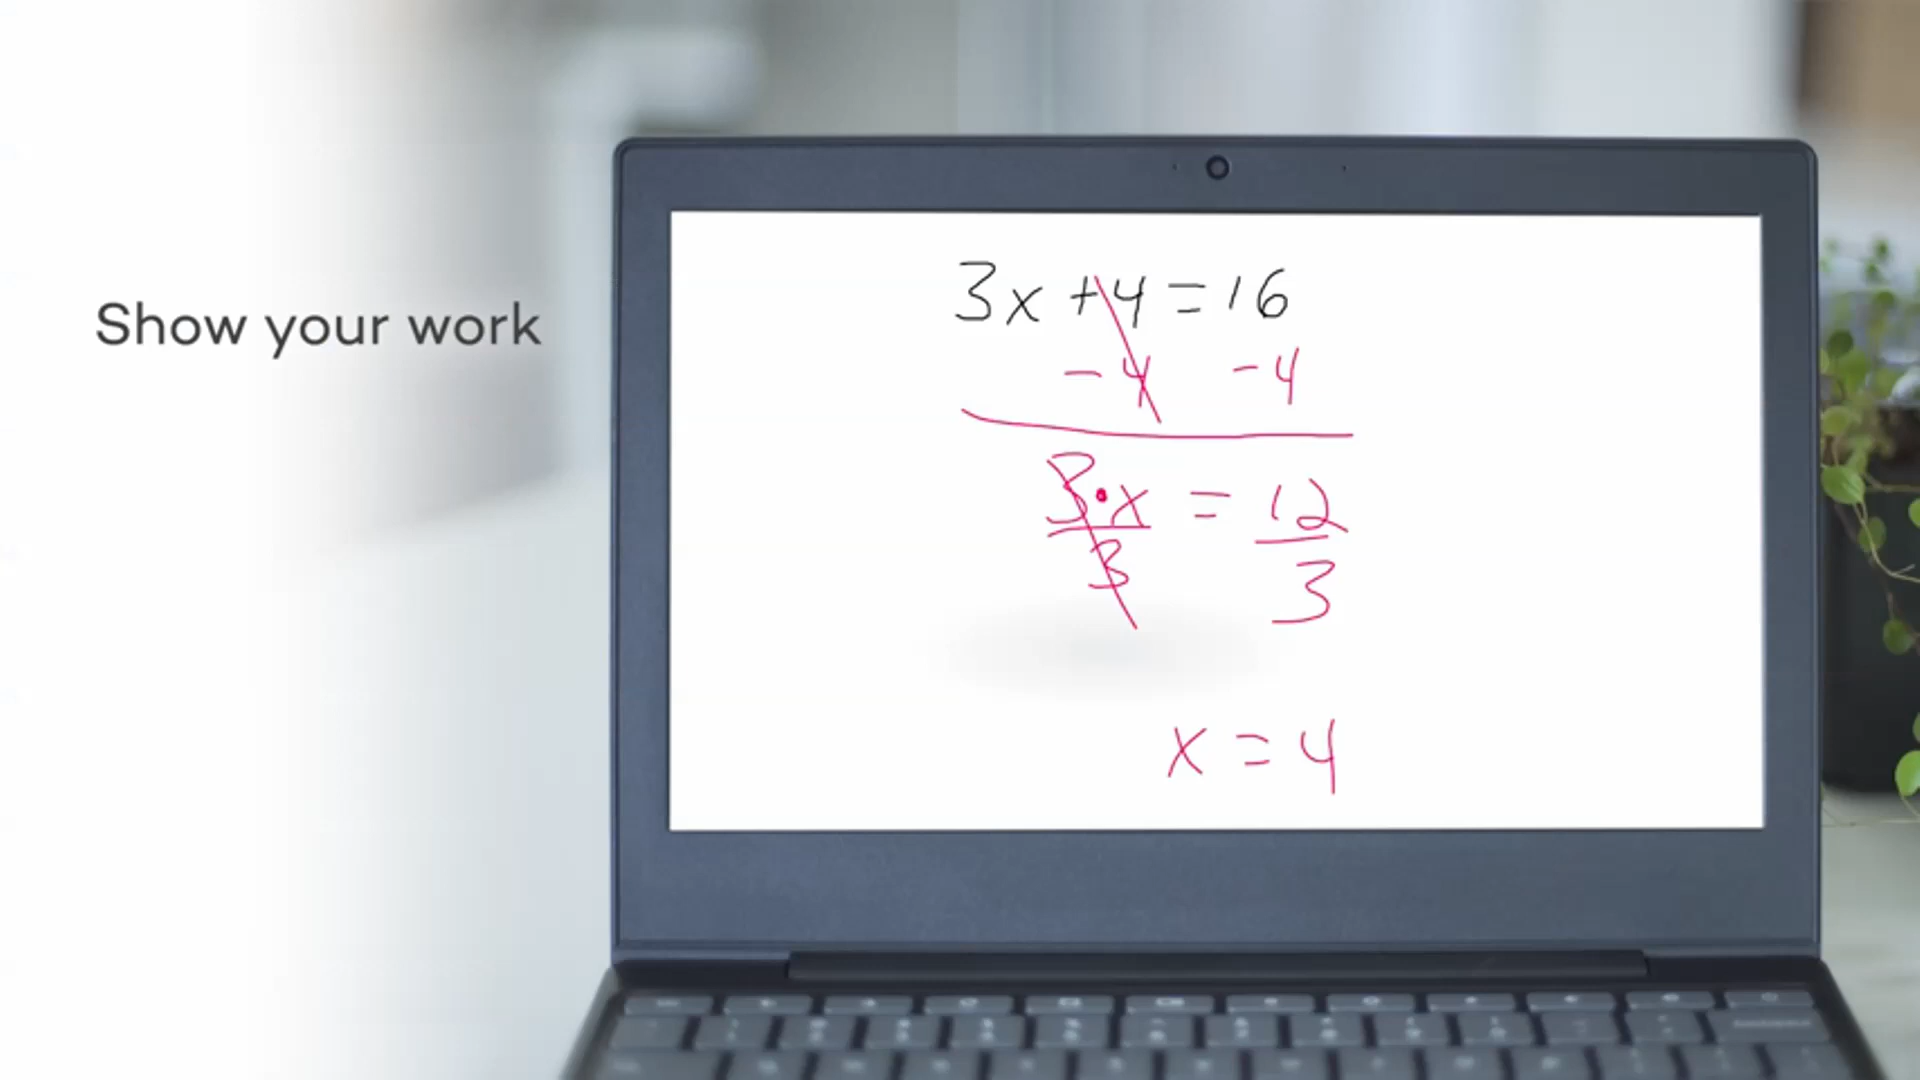 Show your work
3x + 4 = 16
- 4 - 4
3 · x = 12
3 3
x = 4